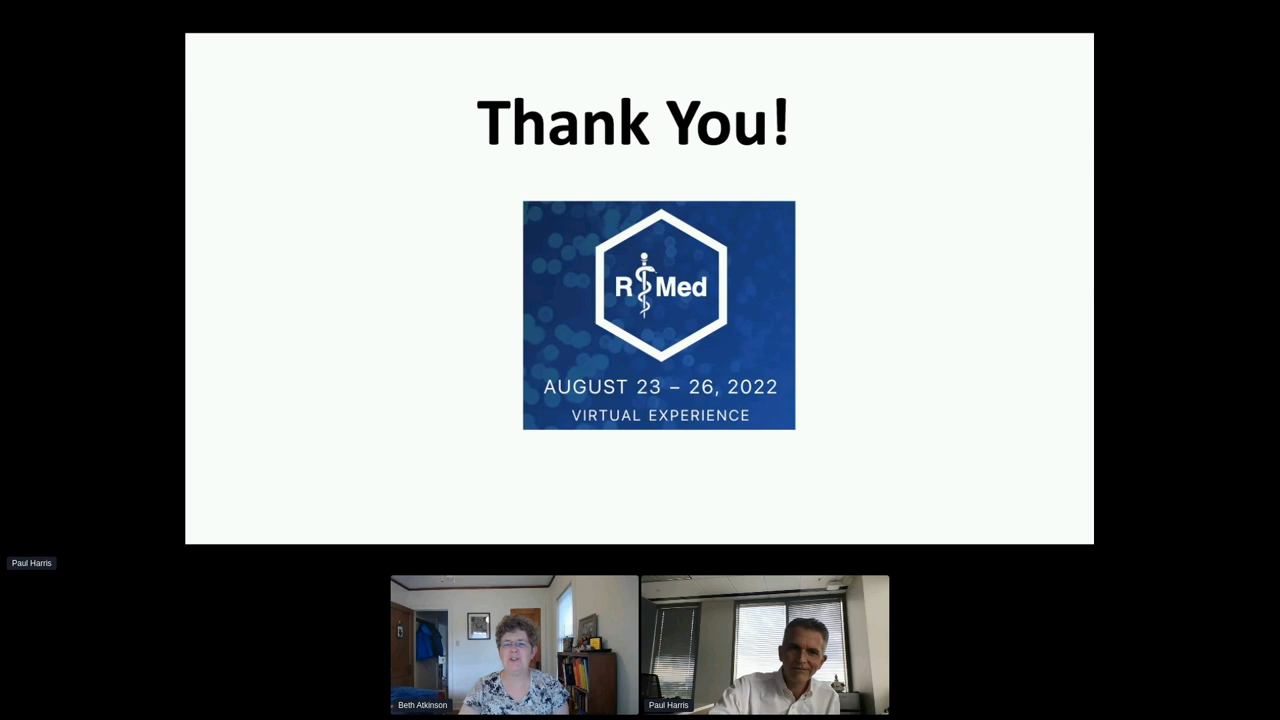 Thank You!
R Med
AUGUST 23 – 26, 2022
VIRTUAL EXPERIENCE
Paul Harris
Beth Atkinson
Paul Harris